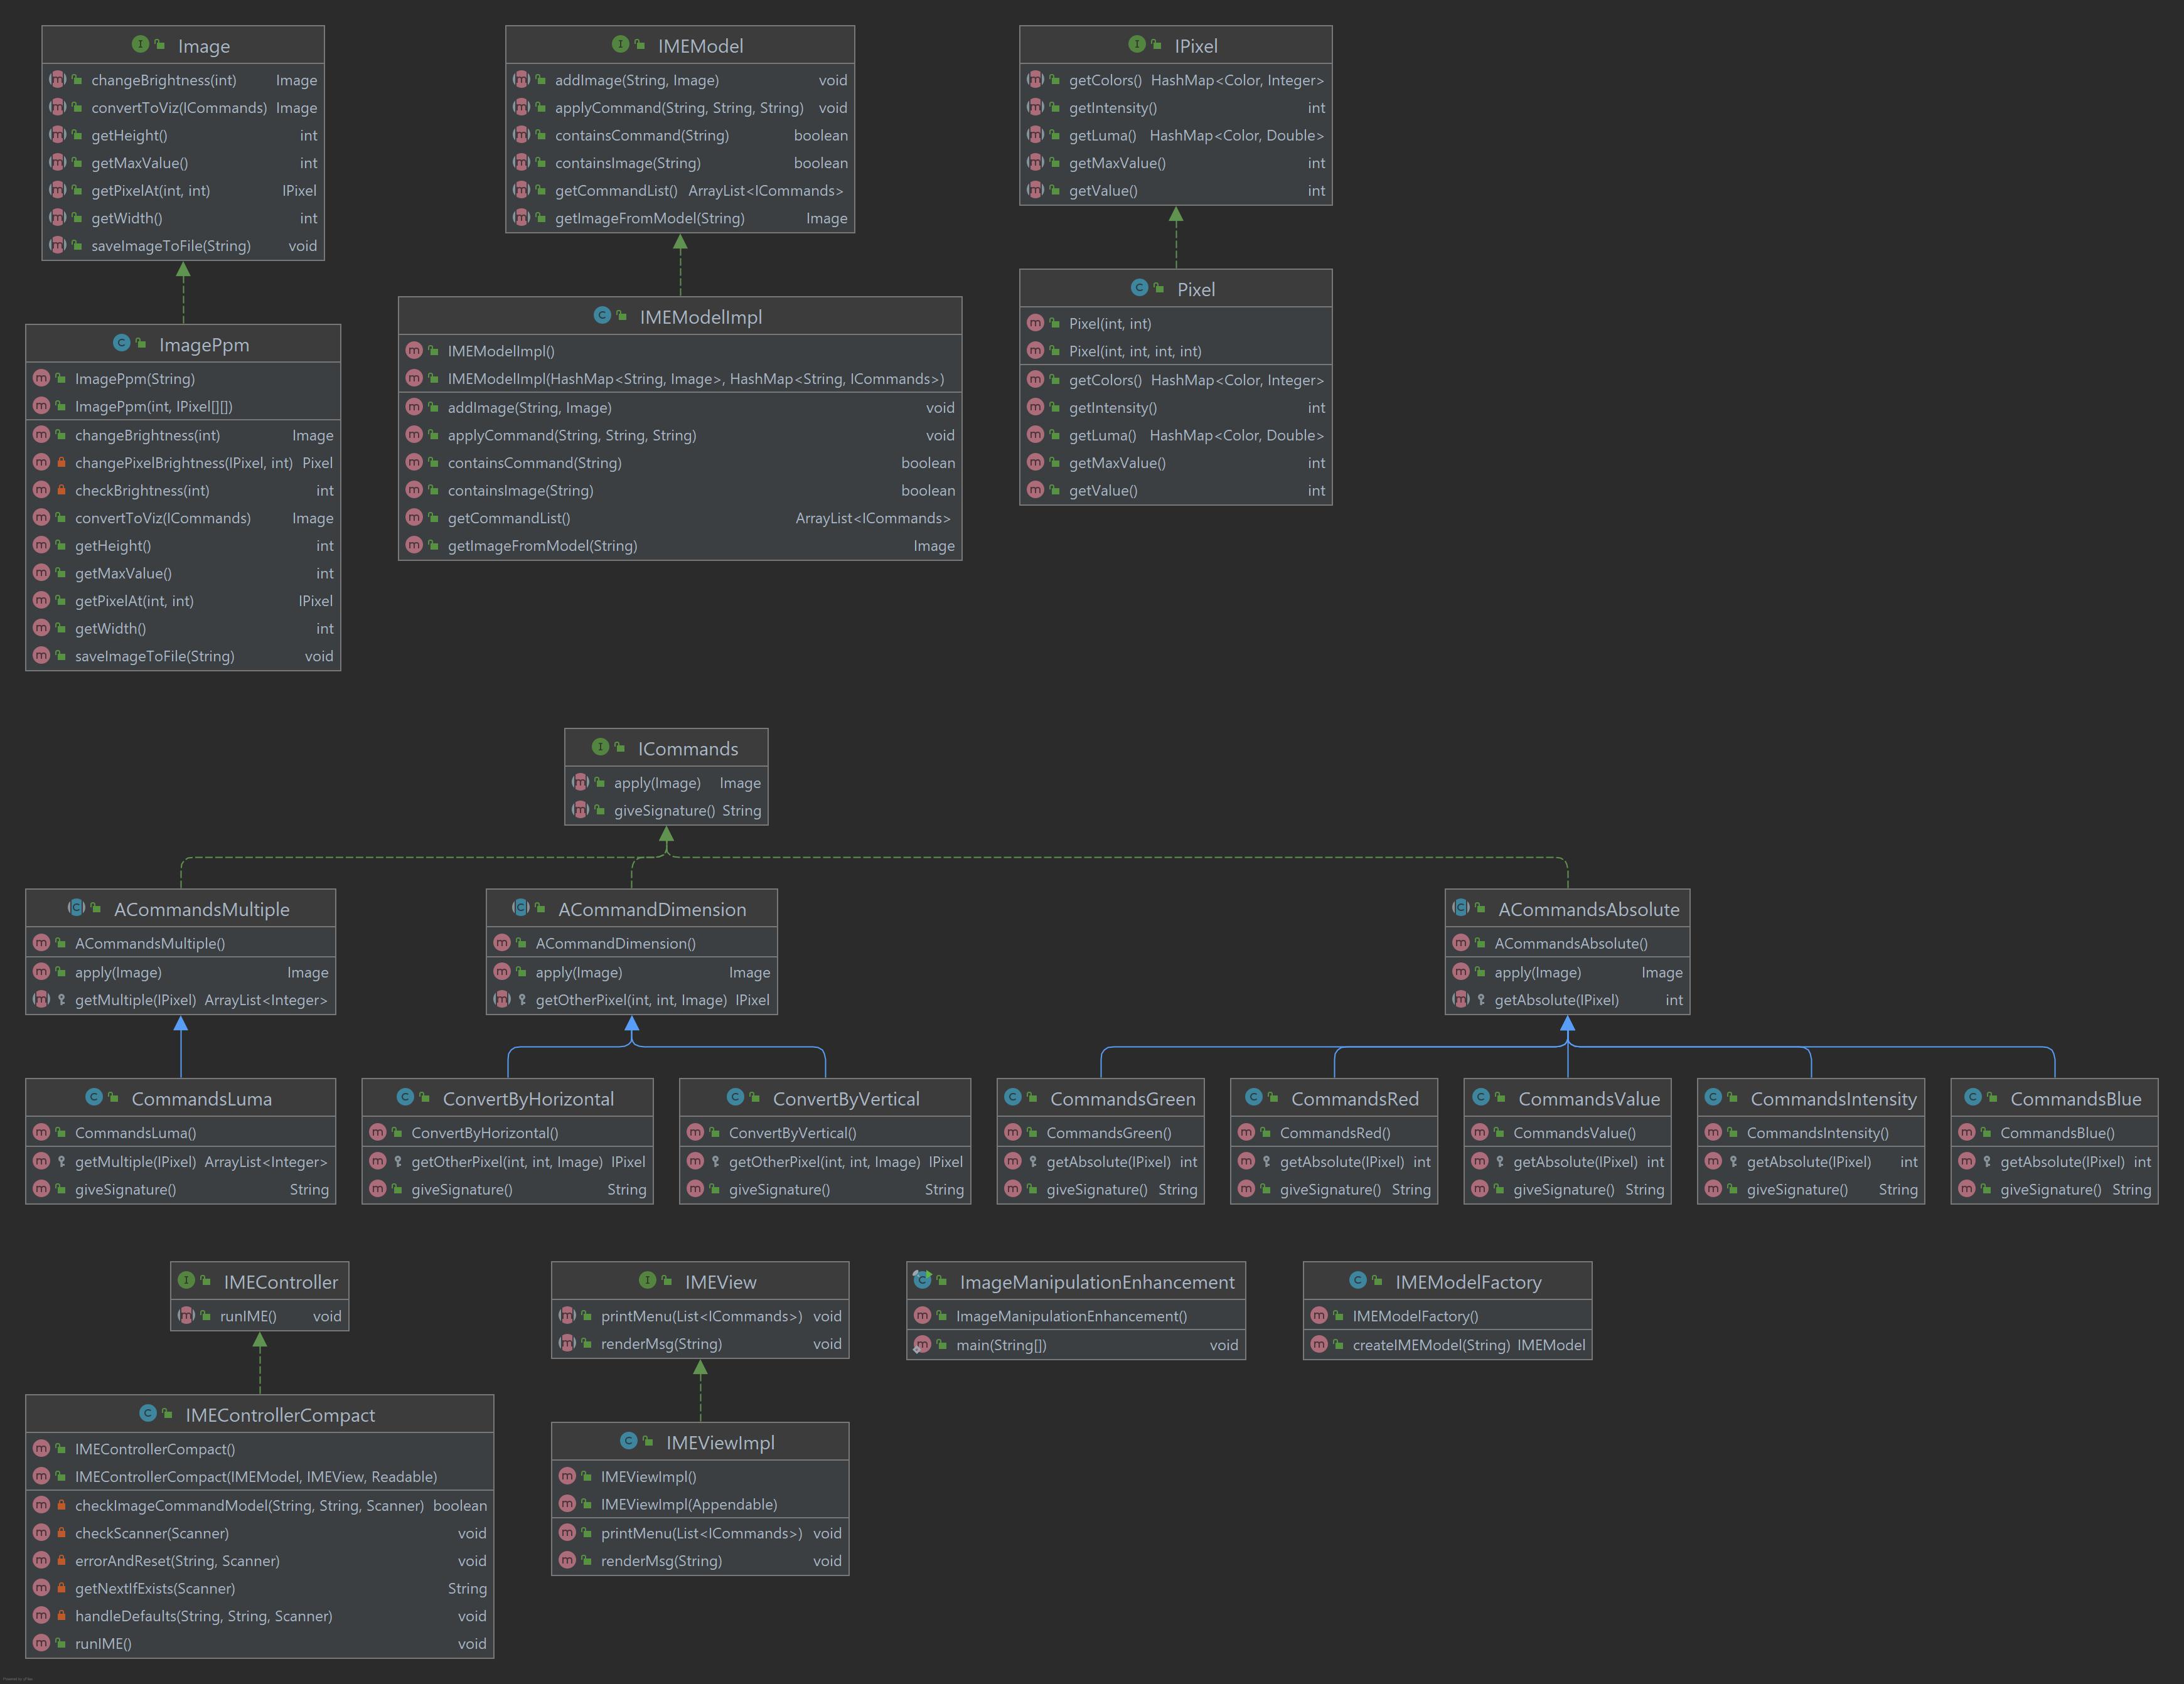 Image
changeBrightness(int) Image
convertToViz(ICommands) Image
getHeight() int
getMaxValue() int
getPixelAt(int, int) IPixel
getWidth() int
saveImageToFile(String) void
IMEModel
addImage(String, Image) void
applyCommand(String, String, String) void
containsCommand(String) boolean
containsImage(String) boolean
getCommandList() ArrayList<ICommands>
getImageFromModel(String) Image
IPixel
getColors() HashMap<Color, Integer>
getIntensity() int
getLuma() HashMap<Color, Double>
getMaxValue() int
getValue() int
ImagePpm
ImagePpm(String)
ImagePpm(int, IPixel[][])
changeBrightness(int) Image
changePixelBrightness(IPixel, int) Pixel
checkBrightness(int) int
convertToViz(ICommands) Image
getHeight() int
getMaxValue() int
getPixelAt(int, int) IPixel
getWidth() int
saveImageToFile(String) void
IMEModelImpl
IMEModelImpl()
IMEModelImpl(HashMap<String, Image>, HashMap<String, ICommands>)
addImage(String, Image) void
applyCommand(String, String, String) void
containsCommand(String) boolean
containsImage(String) boolean
getCommandList() ArrayList<ICommands>
getImageFromModel(String) Image
Pixel
Pixel(int, int)
Pixel(int, int, int, int)
getColors() HashMap<Color, Integer>
getIntensity() int
getLuma() HashMap<Color, Double>
getMaxValue() int
getValue() int
ICommands
apply(Image) Image
giveSignature() String
ACommandsMultiple
ACommandsMultiple()
apply(Image) Image
getMultiple(IPixel) ArrayList<Integer>
ACommandDimension
ACommandDimension()
apply(Image) Image
getOtherPixel(int, int, Image) IPixel
ACommandsAbsolute
ACommandsAbsolute()
apply(Image) Image
getAbsolute(IPixel) int
CommandsLuma
CommandsLuma()
getMultiple(IPixel) ArrayList<Integer>
giveSignature() String
ConvertByHorizontal
ConvertByHorizontal()
getOtherPixel(int, int, Image) IPixel
giveSignature() String
ConvertByVertical
ConvertByVertical()
getOtherPixel(int, int, Image) IPixel
giveSignature() String
CommandsGreen
CommandsGreen()
getAbsolute(IPixel) int
giveSignature() String
CommandsRed
CommandsRed()
getAbsolute(IPixel) int
giveSignature() String
CommandsValue
CommandsValue()
getAbsolute(IPixel) int
giveSignature() String
CommandsIntensity
CommandsIntensity()
getAbsolute(IPixel) int
giveSignature() String
CommandsBlue
CommandsBlue()
getAbsolute(IPixel) int
giveSignature() String
IMEController
runIME() void
IMEView
printMenu(List<ICommands>) void
renderMsg(String) void
ImageManipulationEnhancement
ImageManipulationEnhancement()
main(String[]) void
IMEModelFactory
IMEModelFactory()
createIMEModel(String) IMEModel
IMEControllerCompact
IMEControllerCompact()
IMEControllerCompact(IMEModel, IMEView, Readable)
checkImageCommandModel(String, String, Scanner) boolean
checkScanner(Scanner) void
errorAndReset(String, Scanner) void
getNextIfExists(Scanner) String
handleDefaults(String, String, Scanner) void
runIME() void
IMEViewImpl
IMEViewImpl()
IMEViewImpl(Appendable)
printMenu(List<ICommands>) void
renderMsg(String) void